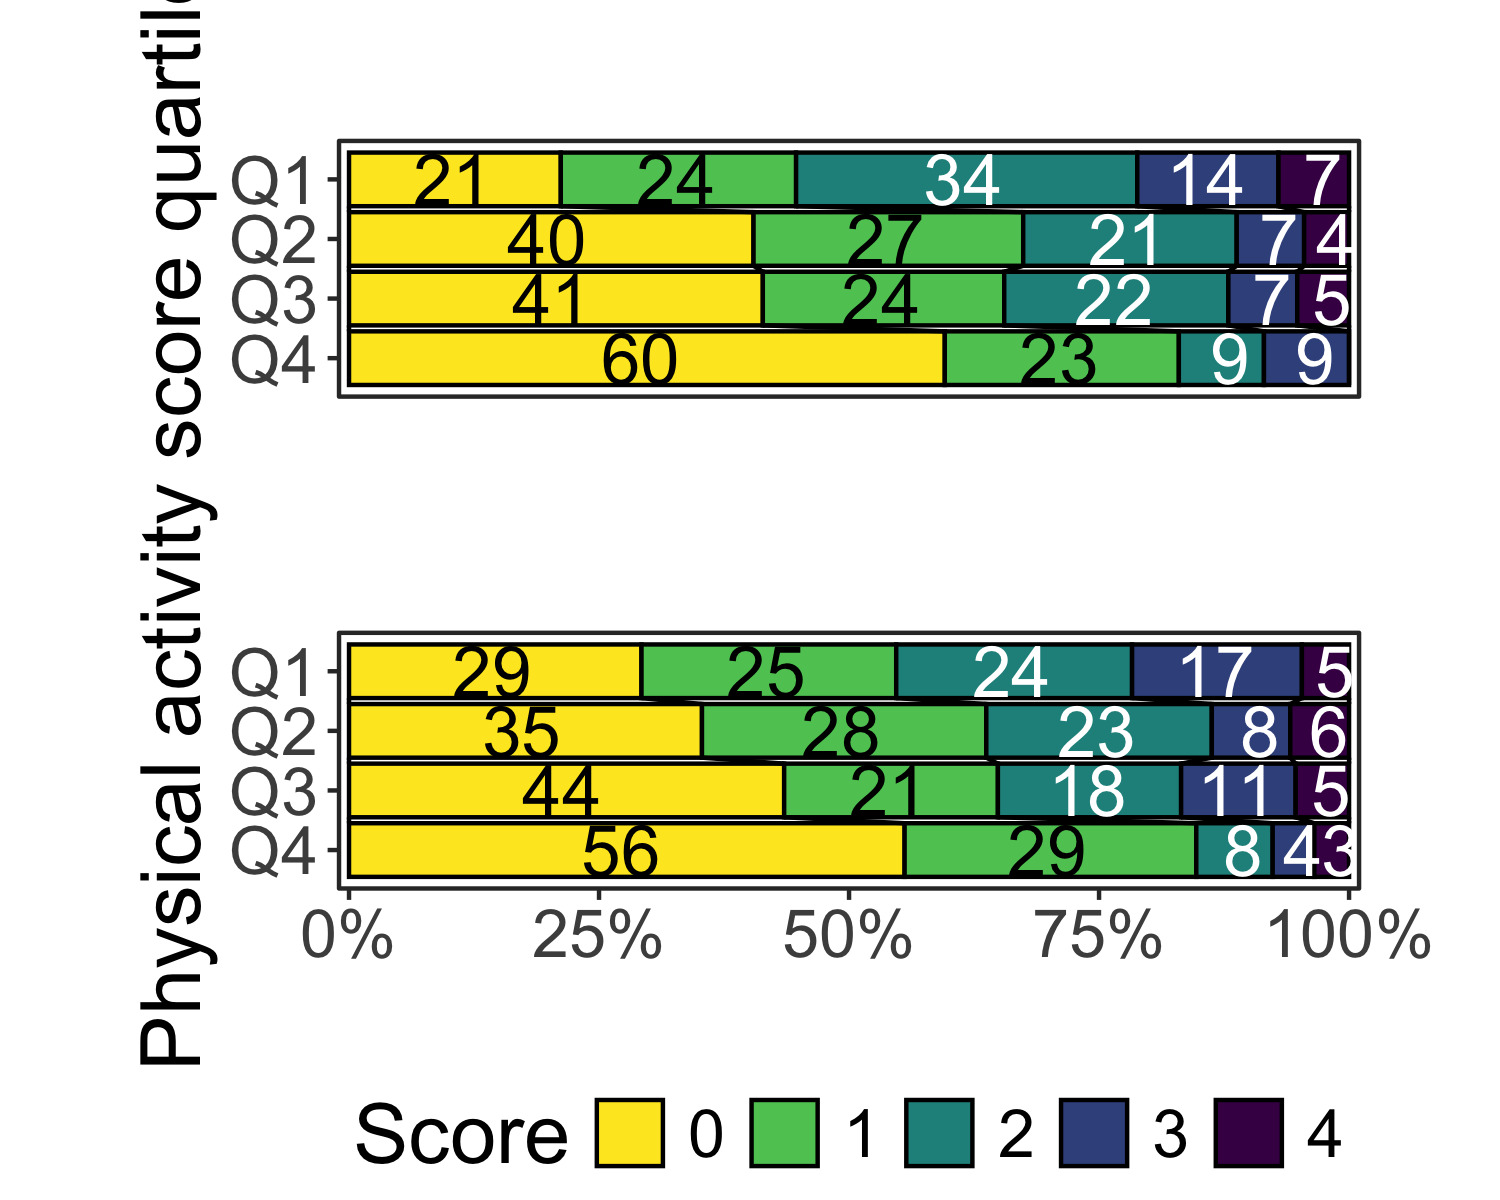 Physical activity score quartile
Q1 21 24 34 14 7
Q2 40 27 21 7 4
Q3 41 24 22 7 5
Q4 60 23 9 9
Q1 29 25 24 17 5
Q2 35 28 23 8 6
Q3 44 21 18 11 5
Q4 56 29 8 4 3
0% 25% 50% 75% 100%
Score 0 1 2 3 4